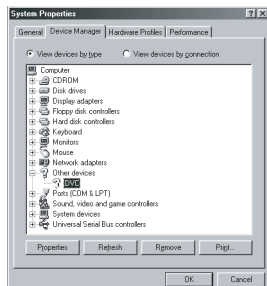 System Properties
General Device Manager Hardware Profiles Performance
View devices by type View devices by connection
Computer
CDROM
Disk drives
Display adapters
Floppy disk controllers
Hard disk controllers
Keyboard
Monitors
Mouse
Network adapters
Other devices
DVC
Ports (COM & LPT)
Sound, video and game controllers
System devices
Universal Serial Bus controllers
Properties Refresh Remove Print...
OK Cancel